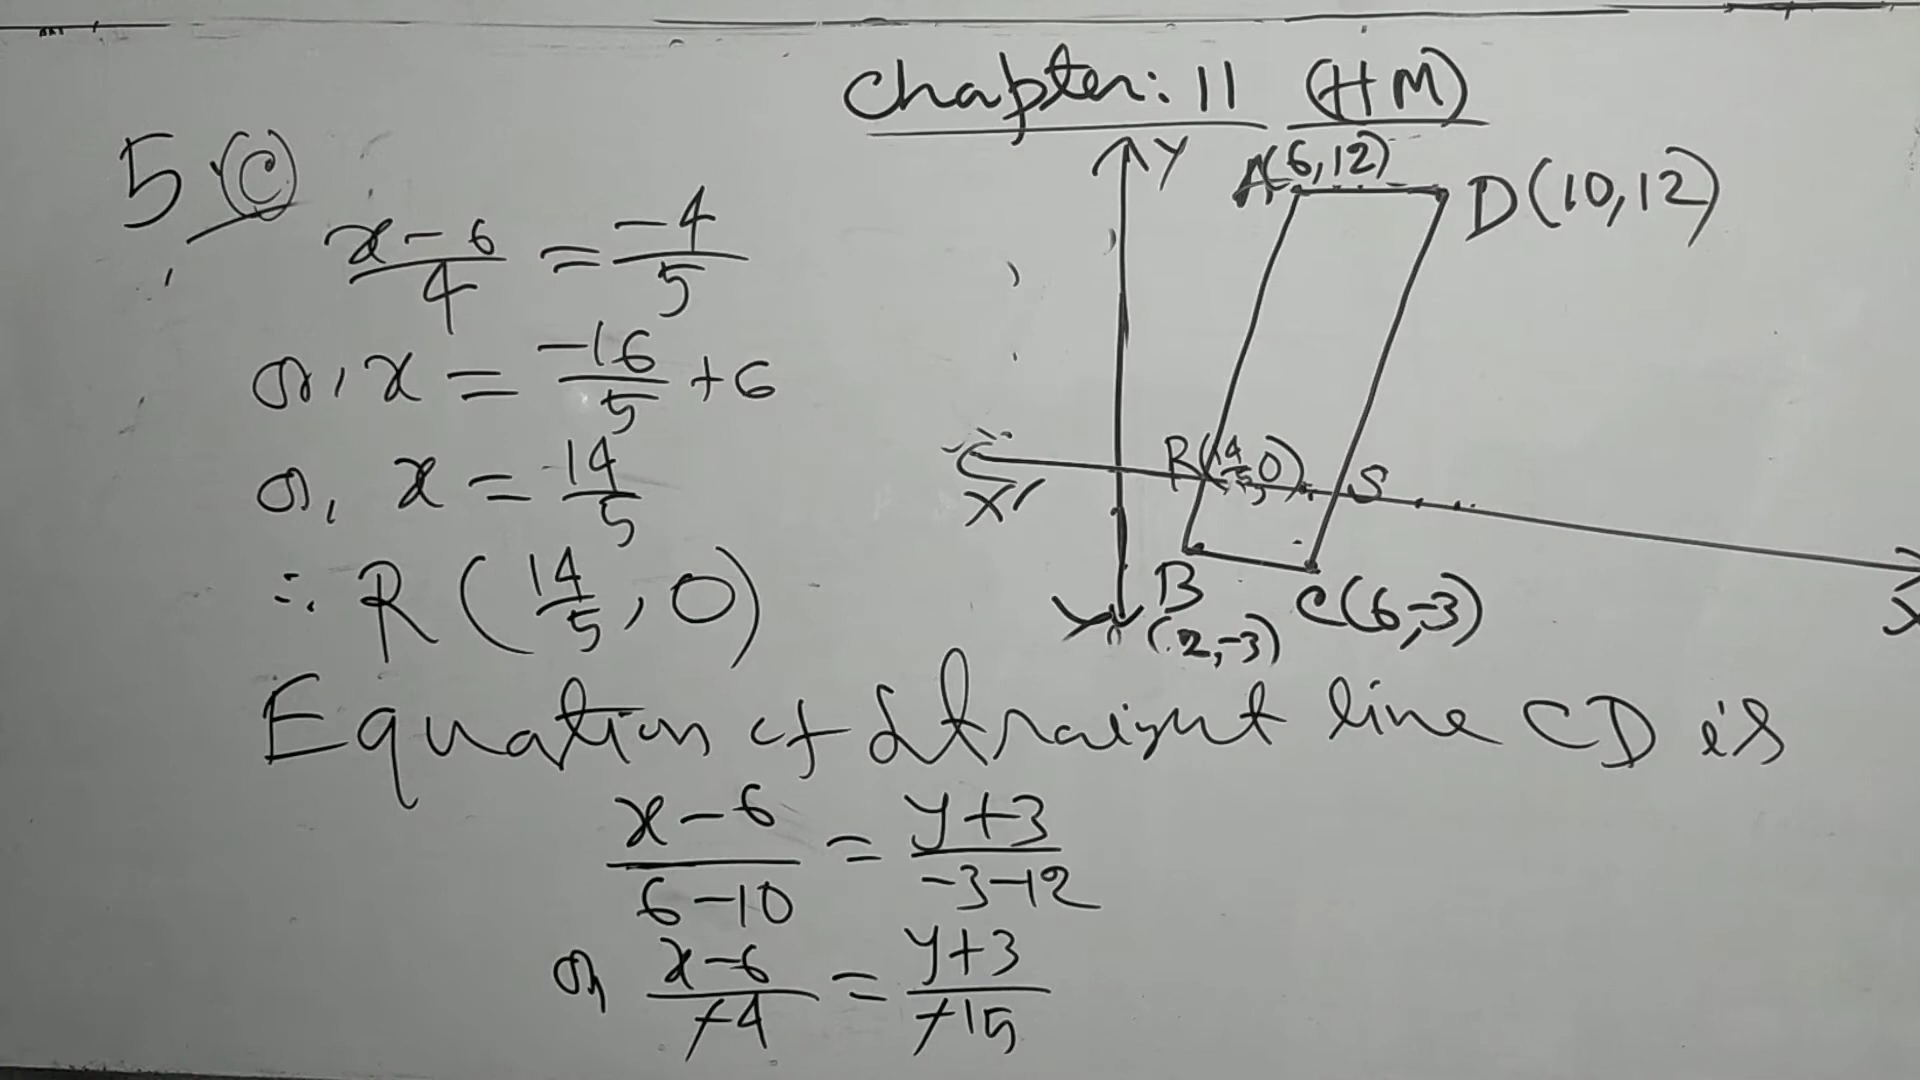 Chapter: 11 (HM)
5 (C)
x-6/4 = -4/5
or, x = -16/5 + 6
or, x = 14/5
∴ R (14/5, 0)
Equation of straight line CD is
x-6/6-10 = y+3/-3-12
or x-6/-4 = y+3/-15
Y
A(6,12)
D(10,12)
R(14/5,0)
S
X'
X
B
(2,-3)
C(6,-3)
Y'